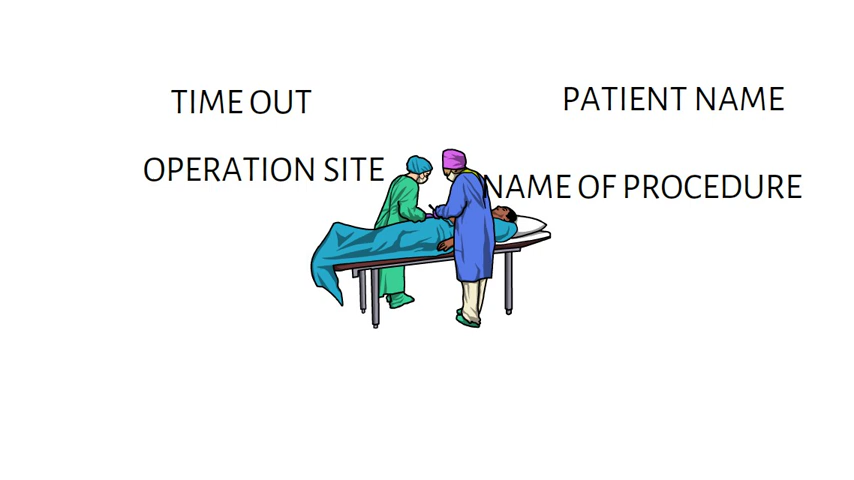 TIME OUT
PATIENT NAME
OPERATION SITE
NAME OF PROCEDURE